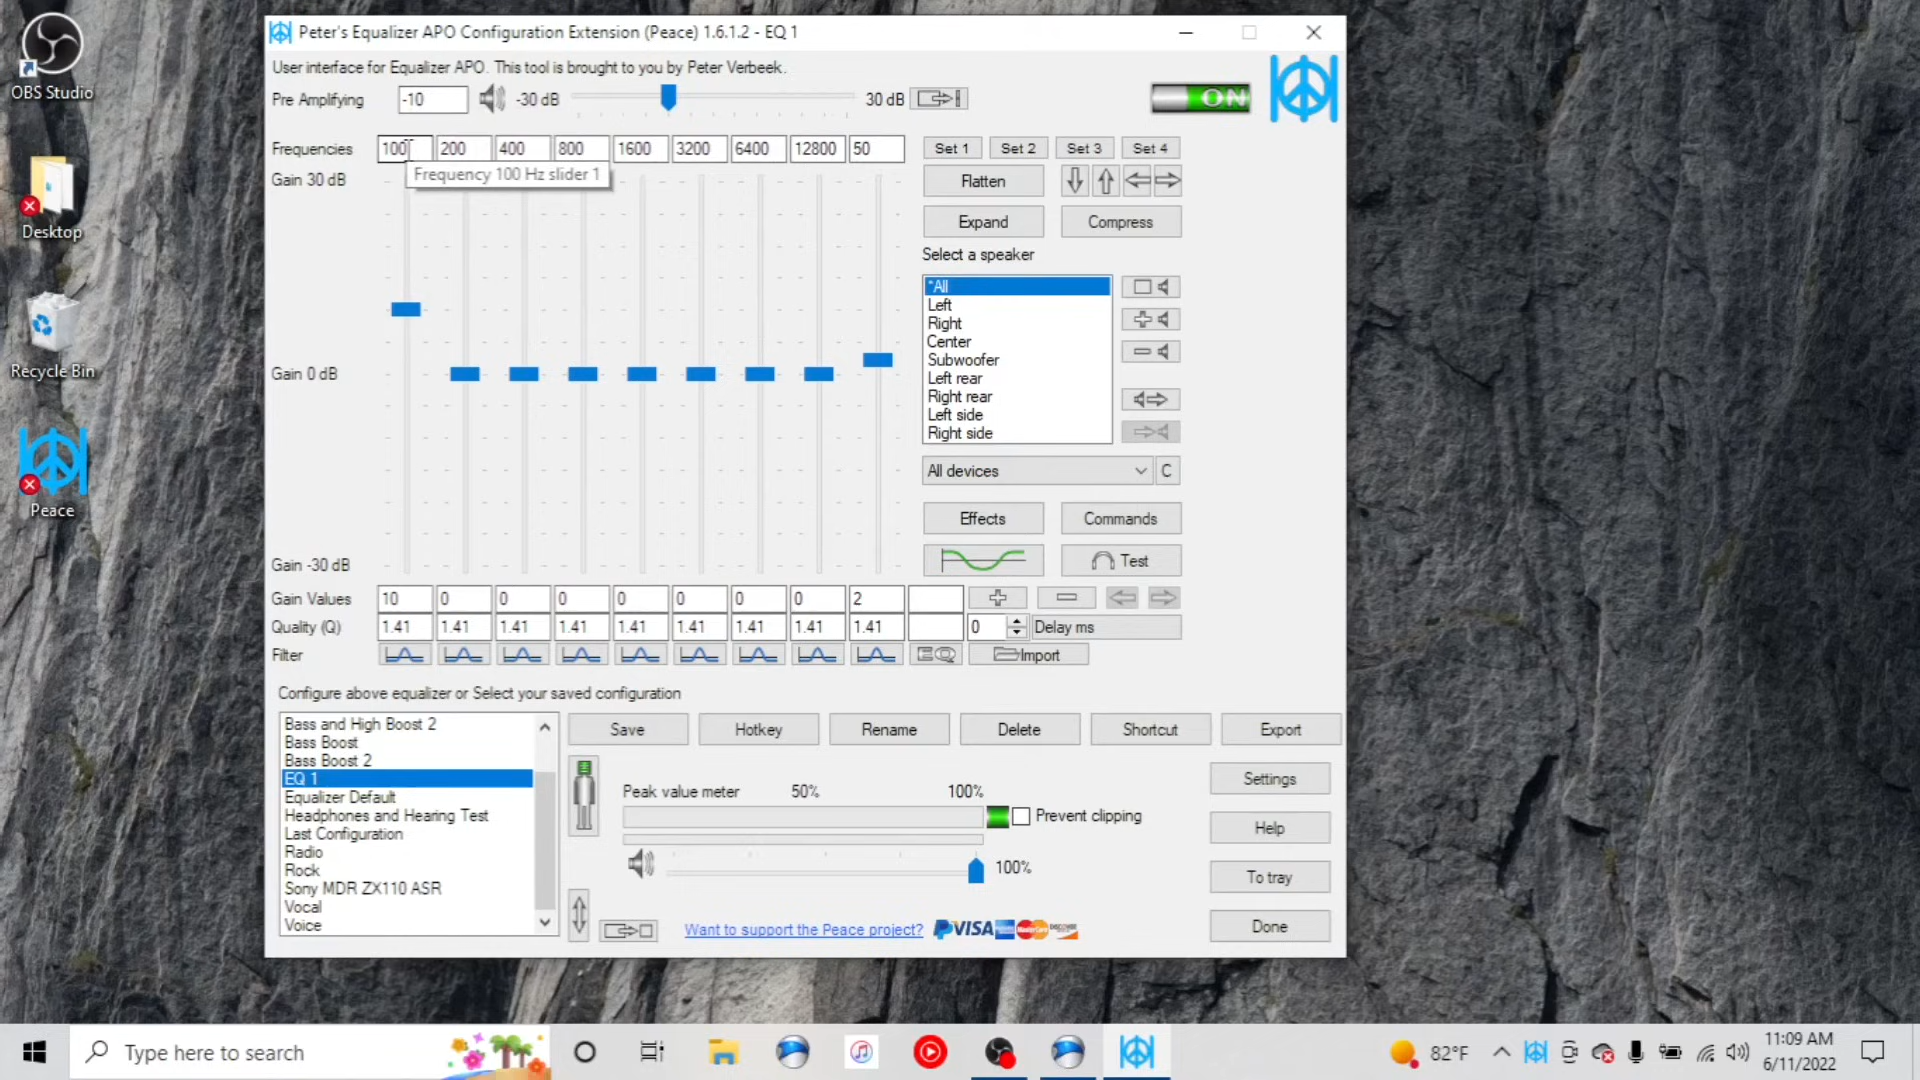 OBS Studio
Desktop
Recycle Bin
Peace
Peter's Equalizer APO Configuration Extension (Peace) 1.6.1.2 - EQ 1
User interface for Equalizer APO. This tool is brought to you by Peter Verbeek.
Pre Amplifying -10 -30 dB 30 dB ON
Frequencies 100 200 400 800 1600 3200 6400 12800 50 Set 1 Set 2 Set 3 Set 4
Frequency 100 Hz slider 1
Gain 30 dB Flatten
Expand Compress
Select a speaker
*All
Left
Right
Center
Subwoofer
Left rear
Right rear
Left side
Right side
Gain 0 dB
All devices C
Effects Commands
Test
Gain -30 dB
Gain Values 10 0 0 0 0 0 0 0 2
Quality (Q) 1.41 1.41 1.41 1.41 1.41 1.41 1.41 1.41 1.41 0 Delay ms
Filter Import
Configure above equalizer or Select your saved configuration
Bass and High Boost 2
Bass Boost
Bass Boost 2
EQ 1
Equalizer Default
Headphones and Hearing Test
Last Configuration
Radio
Rock
Sony MDR ZX110 ASR
Vocal
Voice
Save Hotkey Rename Delete Shortcut Export
Peak value meter 50% 100%
Prevent clipping
100%
Settings
Help
To tray
Done
Want to support the Peace project? VISA
Type here to search
82°F
11:09 AM
6/11/2022